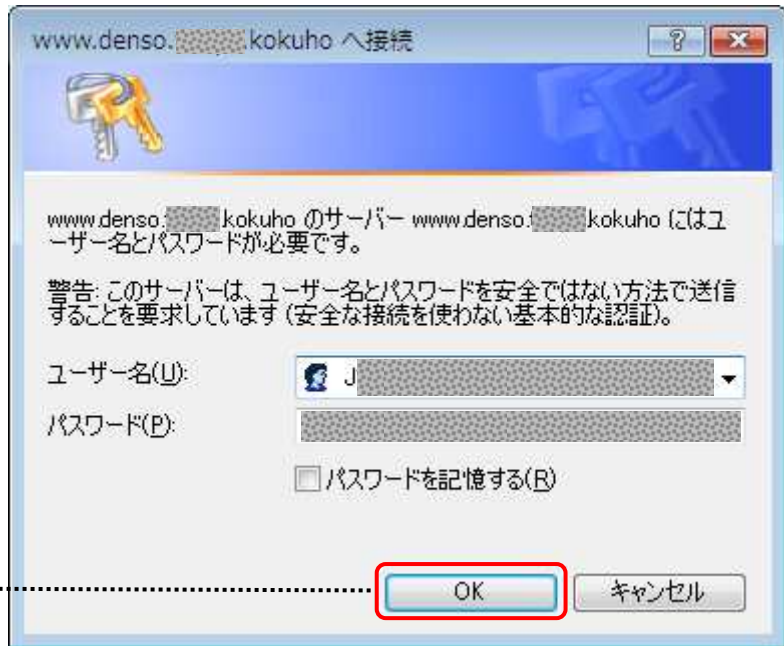 www.denso. .kokuho へ接続
www.denso. .kokuho のサーバー www.denso. .kokuho にはユ
ーザー名とパスワードが必要です。
警告: このサーバーは、ユーザー名とパスワードを安全ではない方法で送信
することを要求しています (安全な接続を使わない基本的な認証)。
ユーザー名(U):
J
パスワード(P):
パスワードを記憶する(R)
OK
キャンセル